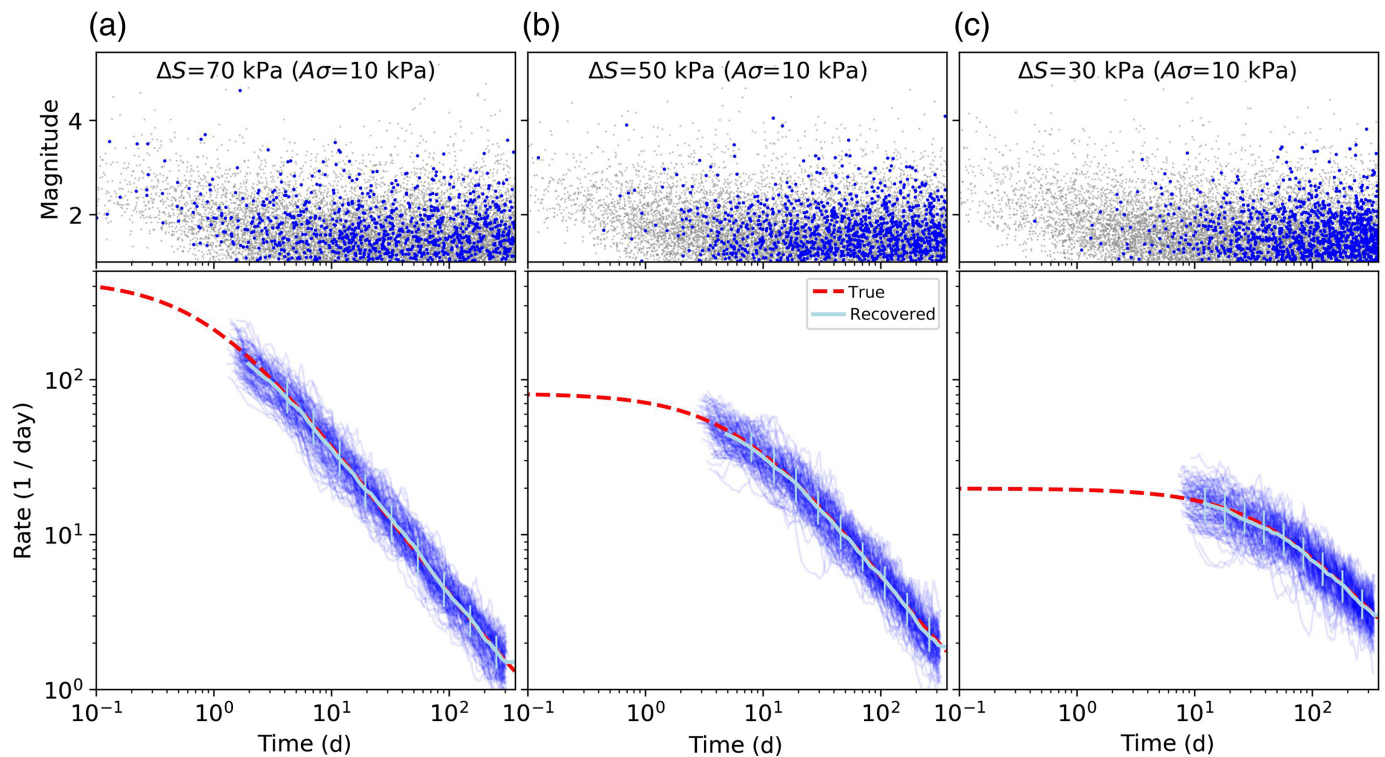 (a)
(b)
(c)
ΔS=70 kPa (Aσ=10 kPa)
ΔS=50 kPa (Aσ=10 kPa)
ΔS=30 kPa (Aσ=10 kPa)
Magnitude
4
2
True
Recovered
Rate (1 / day)
10²
10¹
10⁰
10⁻¹ 10⁰ 10¹ 10² 10⁻¹ 10⁰ 10¹ 10² 10⁻¹ 10⁰ 10¹ 10²
Time (d)
Time (d)
Time (d)